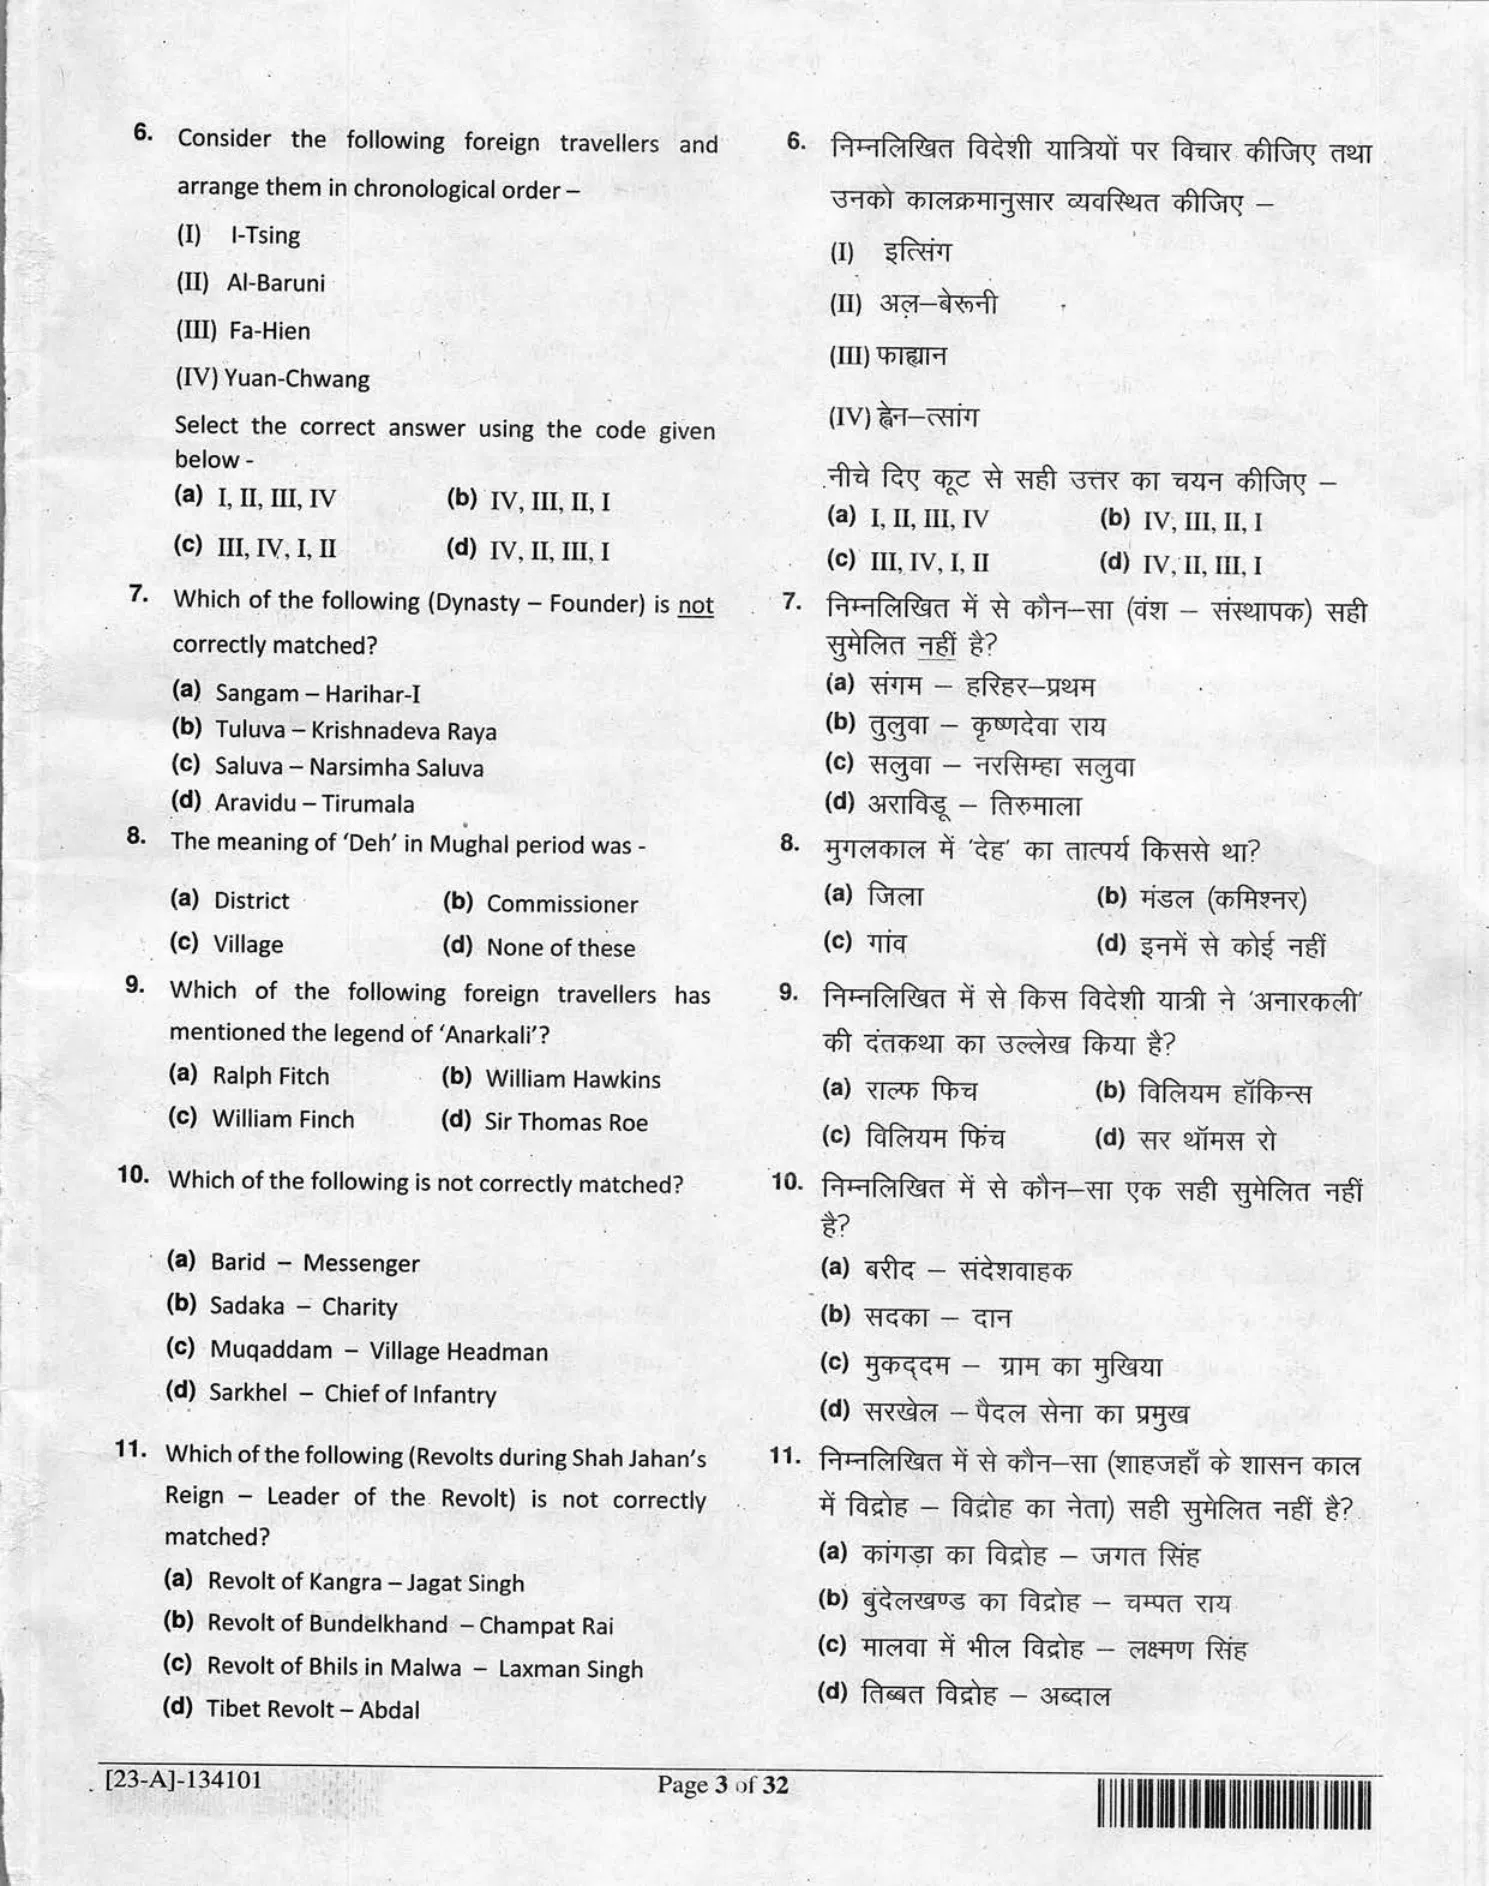 6. Consider the following foreign travellers and
arrange them in chronological order –
(I) I-Tsing
(II) Al-Baruni
(III) Fa-Hien
(IV) Yuan-Chwang
Select the correct answer using the code given
below -
(a) I, II, III, IV (b) IV, III, II, I
(c) III, IV, I, II (d) IV, II, III, I
7. Which of the following (Dynasty – Founder) is not
correctly matched?
(a) Sangam – Harihar-I
(b) Tuluva – Krishnadeva Raya
(c) Saluva – Narsimha Saluva
(d) Aravidu – Tirumala
8. The meaning of ‘Deh’ in Mughal period was -
(a) District (b) Commissioner
(c) Village (d) None of these
9. Which of the following foreign travellers has
mentioned the legend of ‘Anarkali’?
(a) Ralph Fitch (b) William Hawkins
(c) William Finch (d) Sir Thomas Roe
10. Which of the following is not correctly matched?
(a) Barid – Messenger
(b) Sadaka – Charity
(c) Muqaddam – Village Headman
(d) Sarkhel – Chief of Infantry
11. Which of the following (Revolts during Shah Jahan’s
Reign – Leader of the Revolt) is not correctly
matched?
(a) Revolt of Kangra – Jagat Singh
(b) Revolt of Bundelkhand – Champat Rai
(c) Revolt of Bhils in Malwa – Laxman Singh
(d) Tibet Revolt – Abdal
6. निम्नलिखित विदेशी यात्रियों पर विचार कीजिए तथा
उनको कालक्रमानुसार व्यवस्थित कीजिए –
(I) इत्सिंग
(II) अल–बेरूनी
(III) फाह्यान
(IV) ह्वेन–त्सांग
नीचे दिए कूट से सही उत्तर का चयन कीजिए –
(a) I, II, III, IV (b) IV, III, II, I
(c) III, IV, I, II (d) IV, II, III, I
7. निम्नलिखित में से कौन–सा (वंश – संस्थापक) सही
सुमेलित नहीं है?
(a) संगम – हरिहर–प्रथम
(b) तुलुवा – कृष्णदेवा राय
(c) सलुवा – नरसिम्हा सलुवा
(d) अराविडू – तिरुमाला
8. मुगलकाल में ‘देह’ का तात्पर्य किससे था?
(a) जिला (b) मंडल (कमिश्नर)
(c) गांव (d) इनमें से कोई नहीं
9. निम्नलिखित में से किस विदेशी यात्री ने ‘अनारकली’
की दंतकथा का उल्लेख किया है?
(a) राल्फ फिच (b) विलियम हॉकिन्स
(c) विलियम फिंच (d) सर थॉमस रो
10. निम्नलिखित में से कौन–सा एक सही सुमेलित नहीं
है?
(a) बरीद – संदेशवाहक
(b) सदका – दान
(c) मुकद्दम – ग्राम का मुखिया
(d) सरखेल – पैदल सेना का प्रमुख
11. निम्नलिखित में से कौन–सा (शाहजहाँ के शासन काल
में विद्रोह – विद्रोह का नेता) सही सुमेलित नहीं है?
(a) कांगड़ा का विद्रोह – जगत सिंह
(b) बुंदेलखण्ड का विद्रोह – चम्पत राय
(c) मालवा में भील विद्रोह – लक्ष्मण सिंह
(d) तिब्बत विद्रोह – अब्दाल
[23-A]-134101 Page 3 of 32